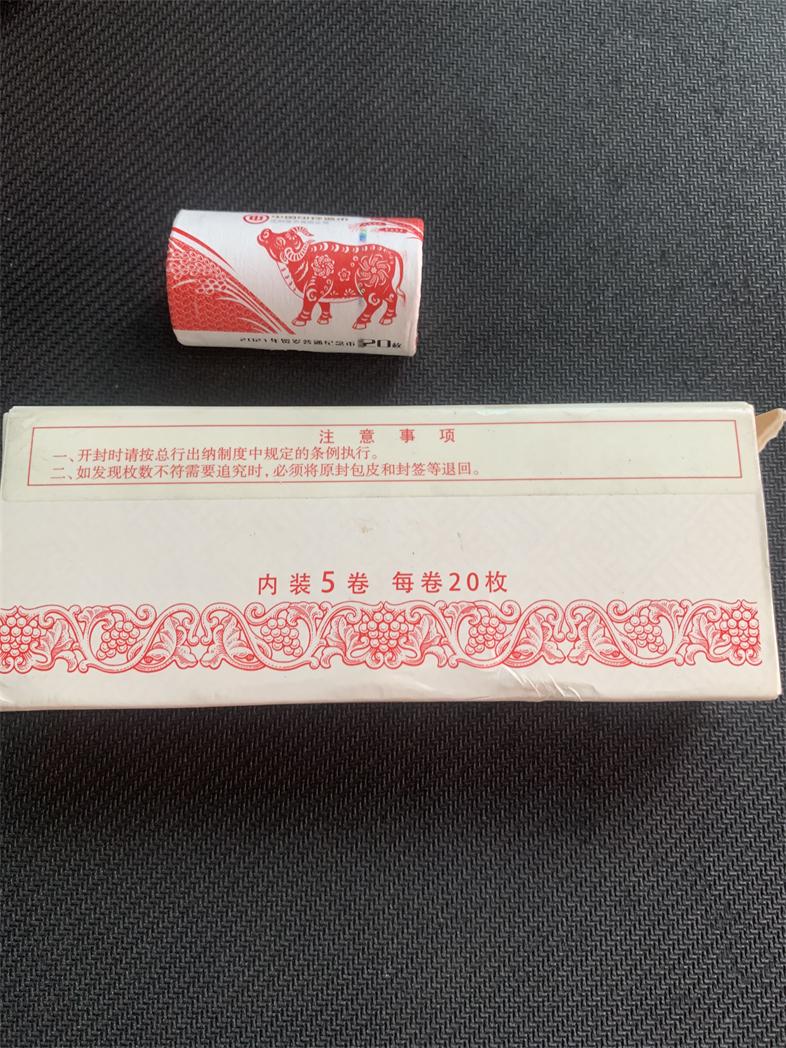 2021年贺岁普通纪念币 20枚
注意事项
一、开封时请按总行出纳制度中规定的条例执行。
二、如发现枚数不符需要追究时，必须将原封包皮和封签等退回。
内装5卷 每卷20枚